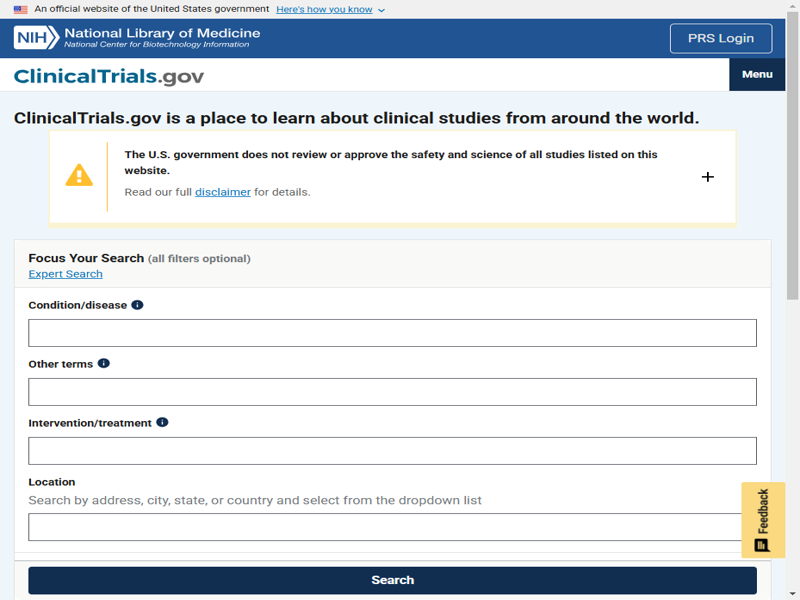 An official website of the United States government Here's how you know
NIH National Library of Medicine
National Center for Biotechnology Information
PRS Login
ClinicalTrials.gov
Menu
ClinicalTrials.gov is a place to learn about clinical studies from around the world.
The U.S. government does not review or approve the safety and science of all studies listed on this
website.
Read our full disclaimer for details.
Focus Your Search (all filters optional)
Expert Search
Condition/disease
Other terms
Intervention/treatment
Location
Search by address, city, state, or country and select from the dropdown list
Feedback
Search